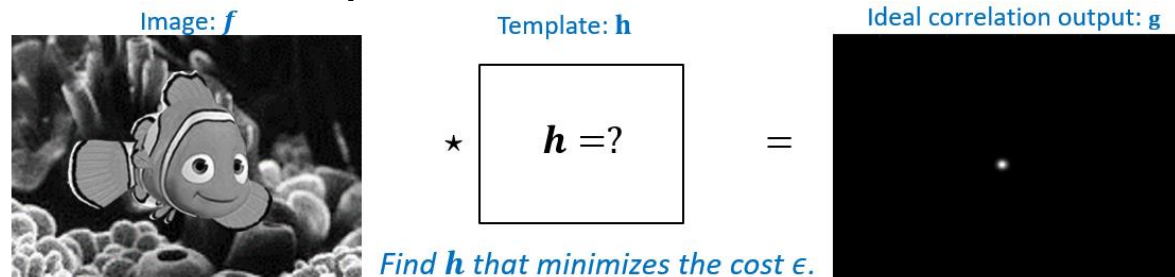 Image: f
Template: h
Ideal correlation output: g
⋆
h =?
=
Find h that minimizes the cost ϵ.